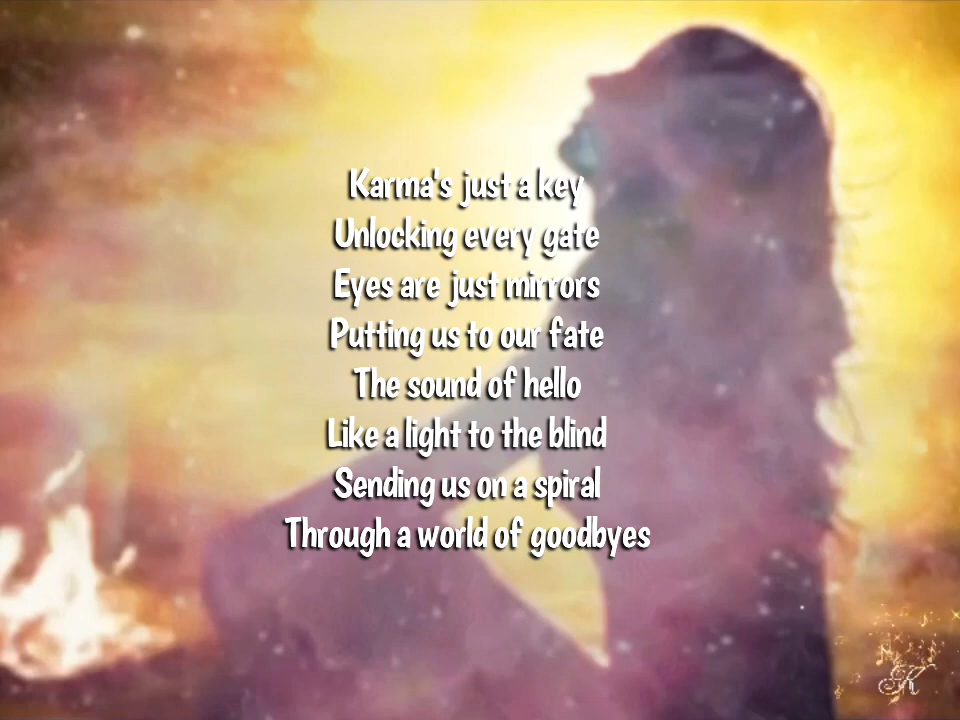 Karma's just a key
Unlocking every gate
Eyes are just mirrors
Putting us to our fate
The sound of hello
Like a light to the blind
Sending us on a spiral
Through a world of goodbyes